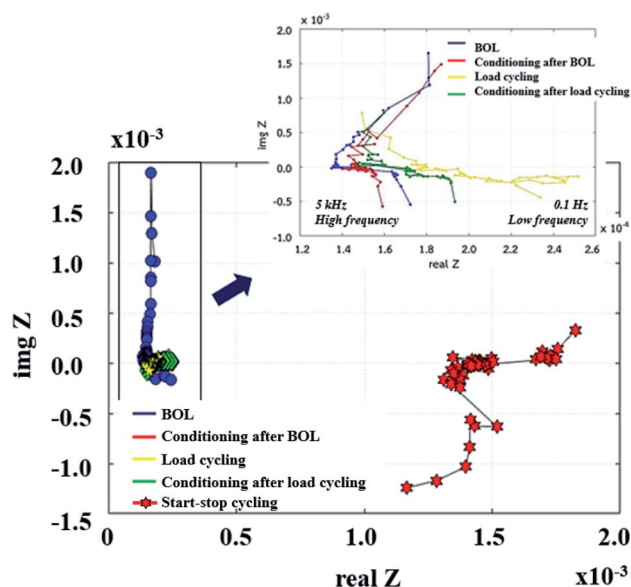 x10⁻³
2.0
1.5
1.0
0.5
0.0
-0.5
-1.0
-1.5
BOL
Conditioning after BOL
Load cycling
Conditioning after load cycling
5 kHz
High frequency
0.1 Hz
Low frequency
1.2 1.4 1.6 1.8 2.0 2.2 2.4 2.6
x10⁻⁴
real Z
img Z
x10⁻³
2.0
1.5
1.0
0.5
0.0
-0.5
-1.0
-1.5
img Z
BOL
Conditioning after BOL
Load cycling
Conditioning after load cycling
Start-stop cycling
0 0.5 1.0 1.5 2.0
real Z
x10⁻³